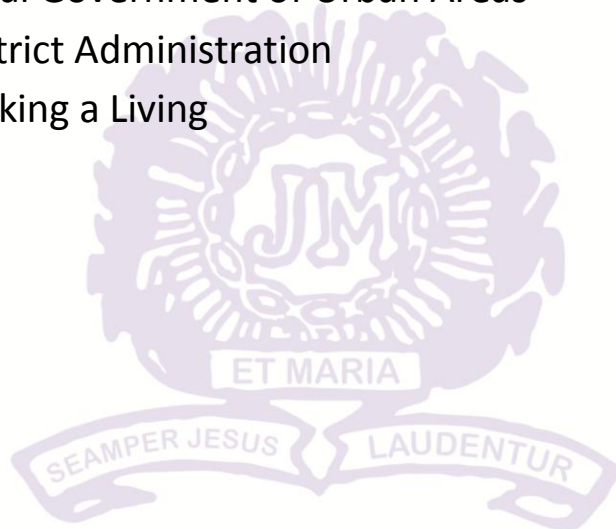 al Government of Urban Areas
trict Administration
king a Living
JM
ET MARIA
SEAMPER JESUS LAUDENTUR